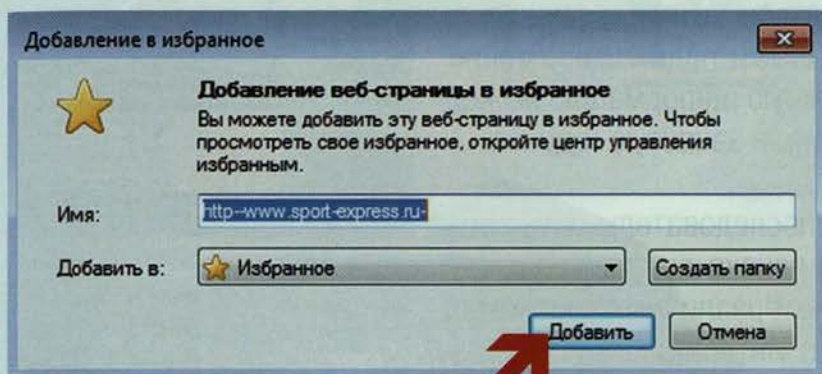 Добавление в избранное
Добавление веб-страницы в избранное
Вы можете добавить эту веб-страницу в избранное. Чтобы
просмотреть свое избранное, откройте центр управления
избранным.
Имя: http--www.sport-express.ru-
Добавить в: Избранное Создать папку
Добавить Отмена